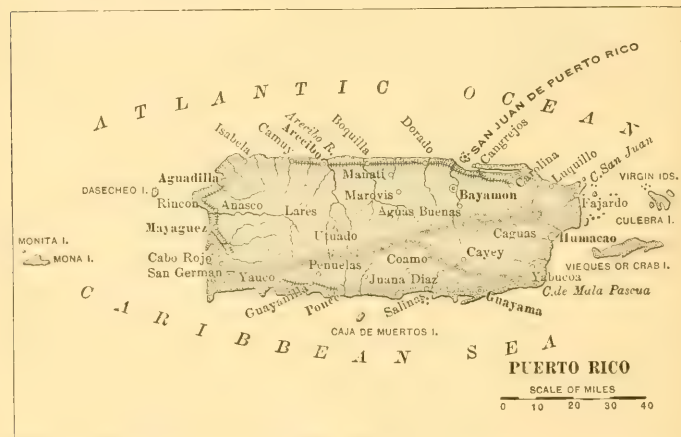 ATLANTIC OCEAN
SAN JUAN DE PUERTO RICO
Isabela
Camuy
Arecibo R.
Arecibo
Boquilla
Dorado
Cangrejos
Carolina
Luquillo
C. San Juan
Aguadilla
Manati
VIRGIN IDS.
DASECHEO I.
Rincon
Anasco
Lares
Marovis
Aguas Buenas
Bayamon
Fajardo
CULEBRA I.
Mayaguez
Utuado
Caguas
Humacao
MONITA I.
MONA I.
Cabo Rojo
San German
Yauco
Penuelas
Coamo
Juana Diaz
Cayey
Yabucoa
VIEQUES OR CRAB I.
C. de Mala Pascua
Guayanilla
Ponce
Salinas
Guayama
CAJA DE MUERTOS I.
CARIBBEAN SEA
PUERTO RICO
SCALE OF MILES
0 10 20 30 40